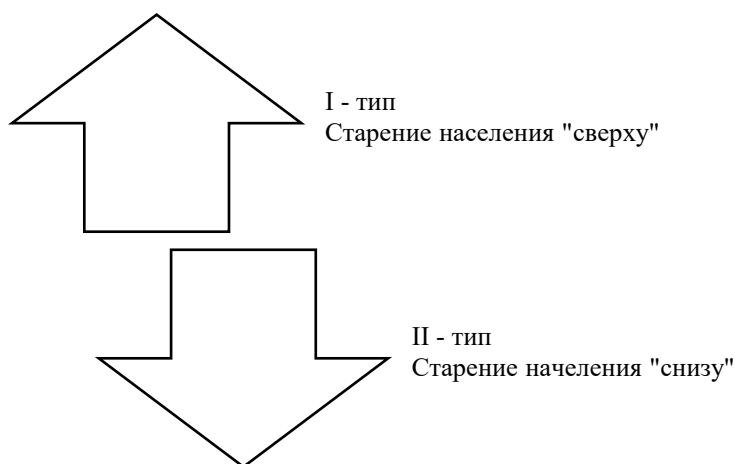 I - тип
Старение населения "сверху"
II - тип
Старение начеления "снизу"